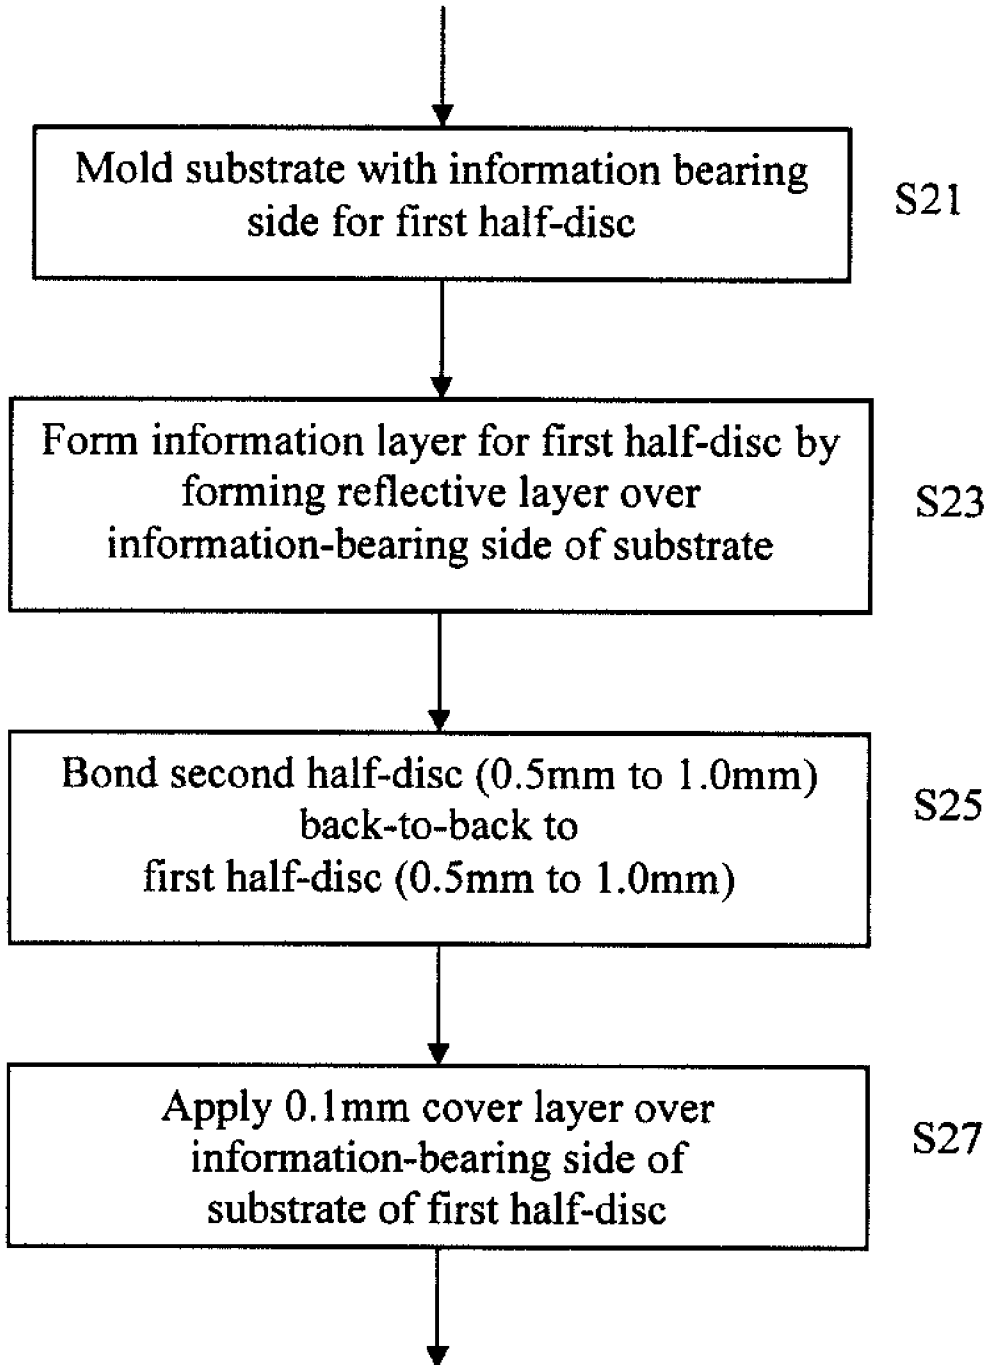 Mold substrate with information bearing
side for first half-disc
S21
Form information layer for first half-disc by
forming reflective layer over
information-bearing side of substrate
S23
Bond second half-disc (0.5mm to 1.0mm)
back-to-back to
first half-disc (0.5mm to 1.0mm)
S25
Apply 0.1mm cover layer over
information-bearing side of
substrate of first half-disc
S27